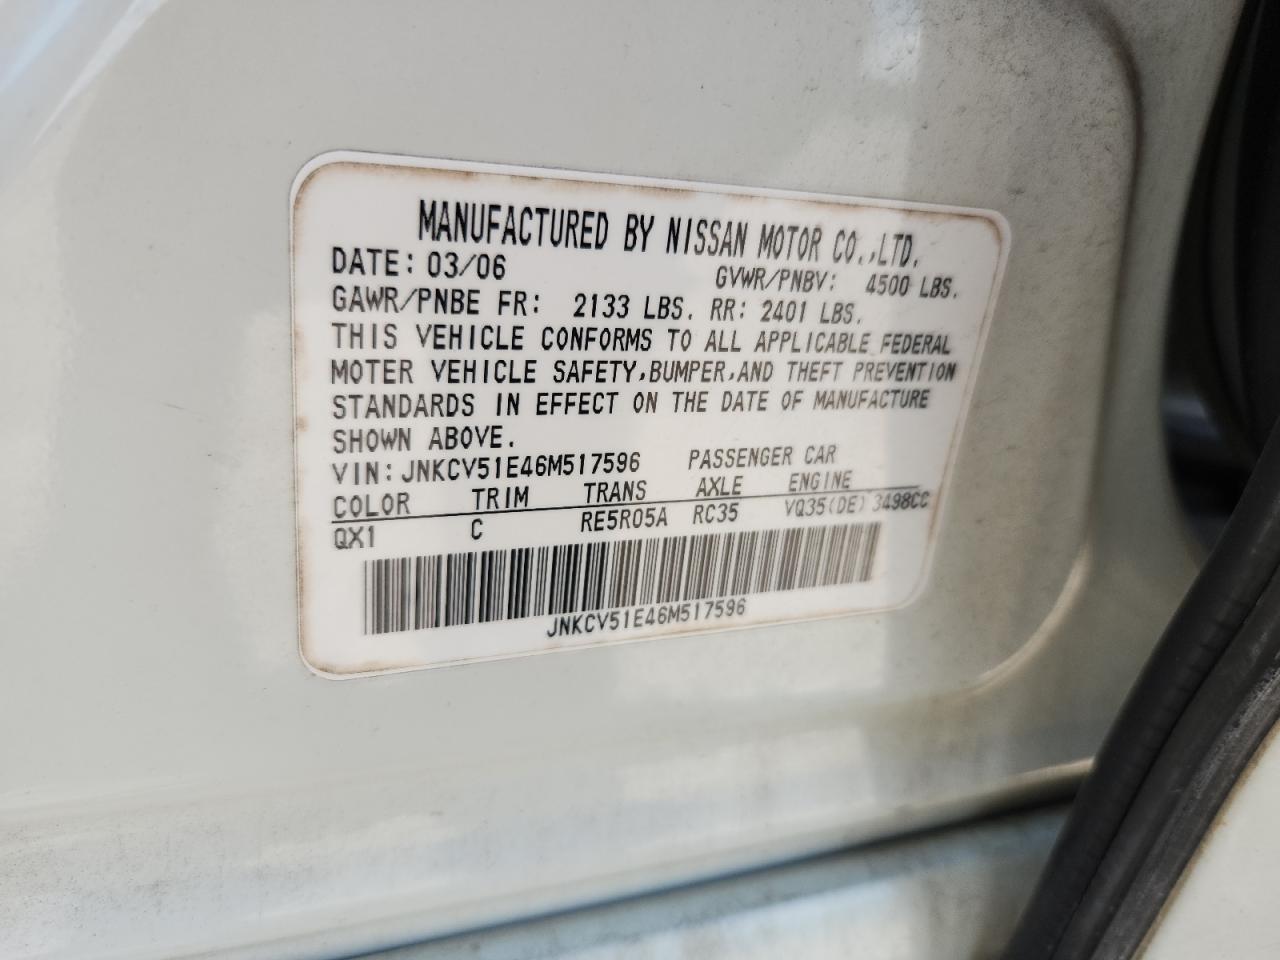 MANUFACTURED BY NISSAN MOTOR CO.,LTD.
DATE: 03/06 GVWR/PNBV: 4500 LBS.
GAWR/PNBE FR: 2133 LBS. RR: 2401 LBS.
THIS VEHICLE CONFORMS TO ALL APPLICABLE FEDERAL
MOTER VEHICLE SAFETY,BUMPER,AND THEFT PREVENTION
STANDARDS IN EFFECT ON THE DATE OF MANUFACTURE
SHOWN ABOVE.
VIN: JNKCV51E46M517596 PASSENGER CAR
COLOR TRIM TRANS AXLE ENGINE
QX1 C RE5R05A RC35 VQ35(DE) 3498CC
JNKCV51E46M517596